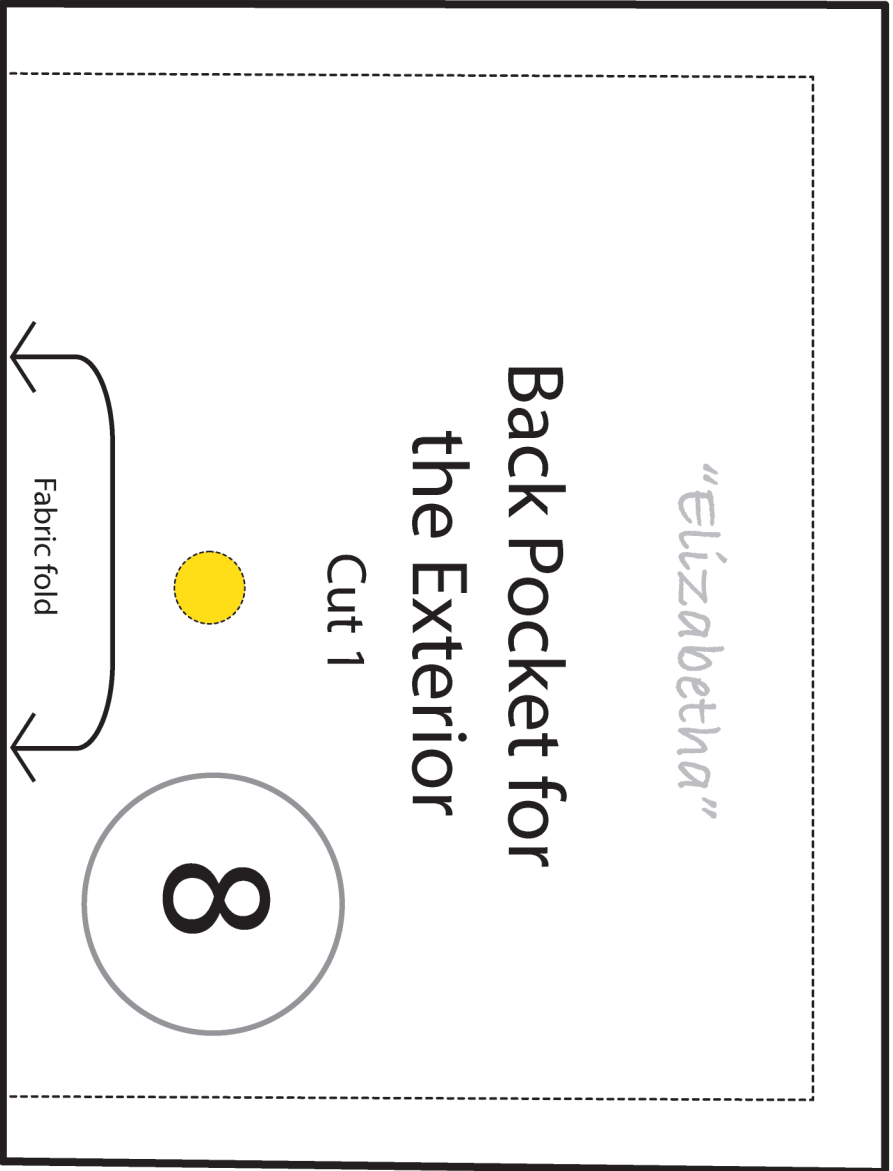 "Elizabetha"
Back Pocket for
the Exterior
Cut 1
8
Fabric fold